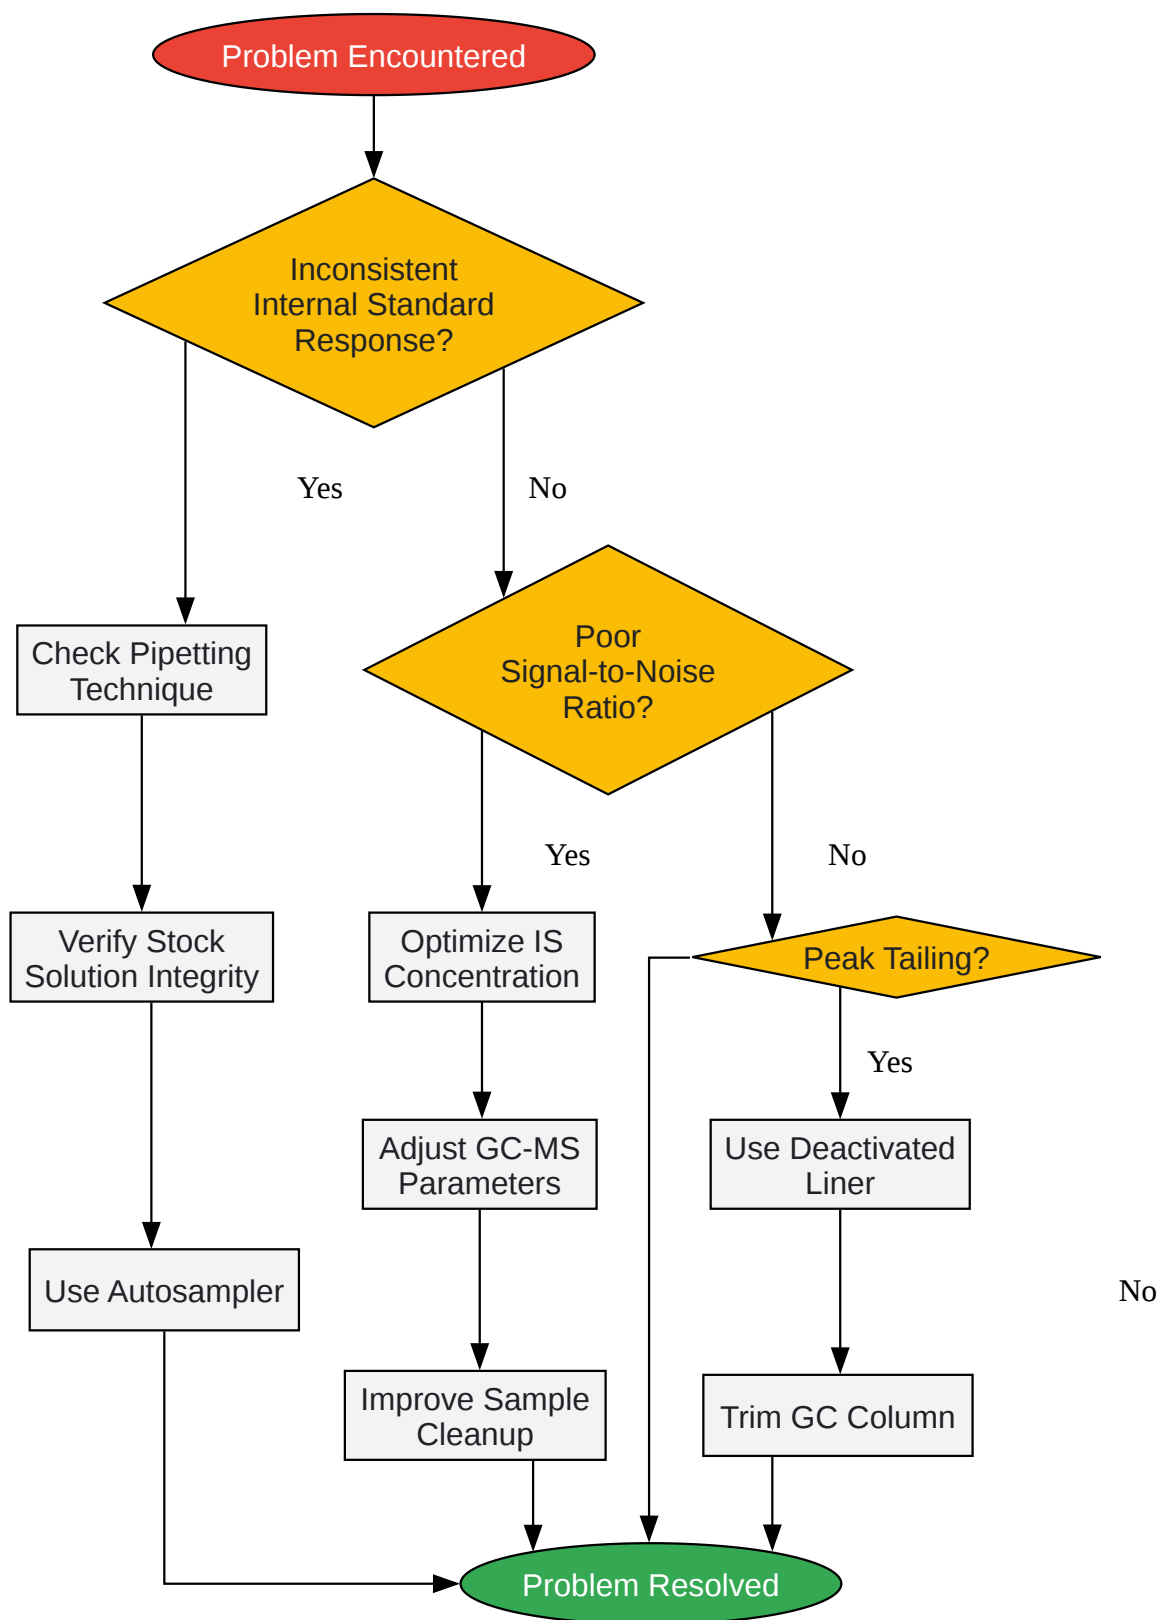 Problem Encountered
Inconsistent
Internal Standard
Response?
Yes
No
Check Pipetting
Technique
Poor
Signal-to-Noise
Ratio?
Yes
No
Verify Stock
Solution Integrity
Optimize IS
Concentration
Peak Tailing?
Yes
Adjust GC-MS
Parameters
Use Deactivated
Liner
Use Autosampler
No
Improve Sample
Cleanup
Trim GC Column
Problem Resolved